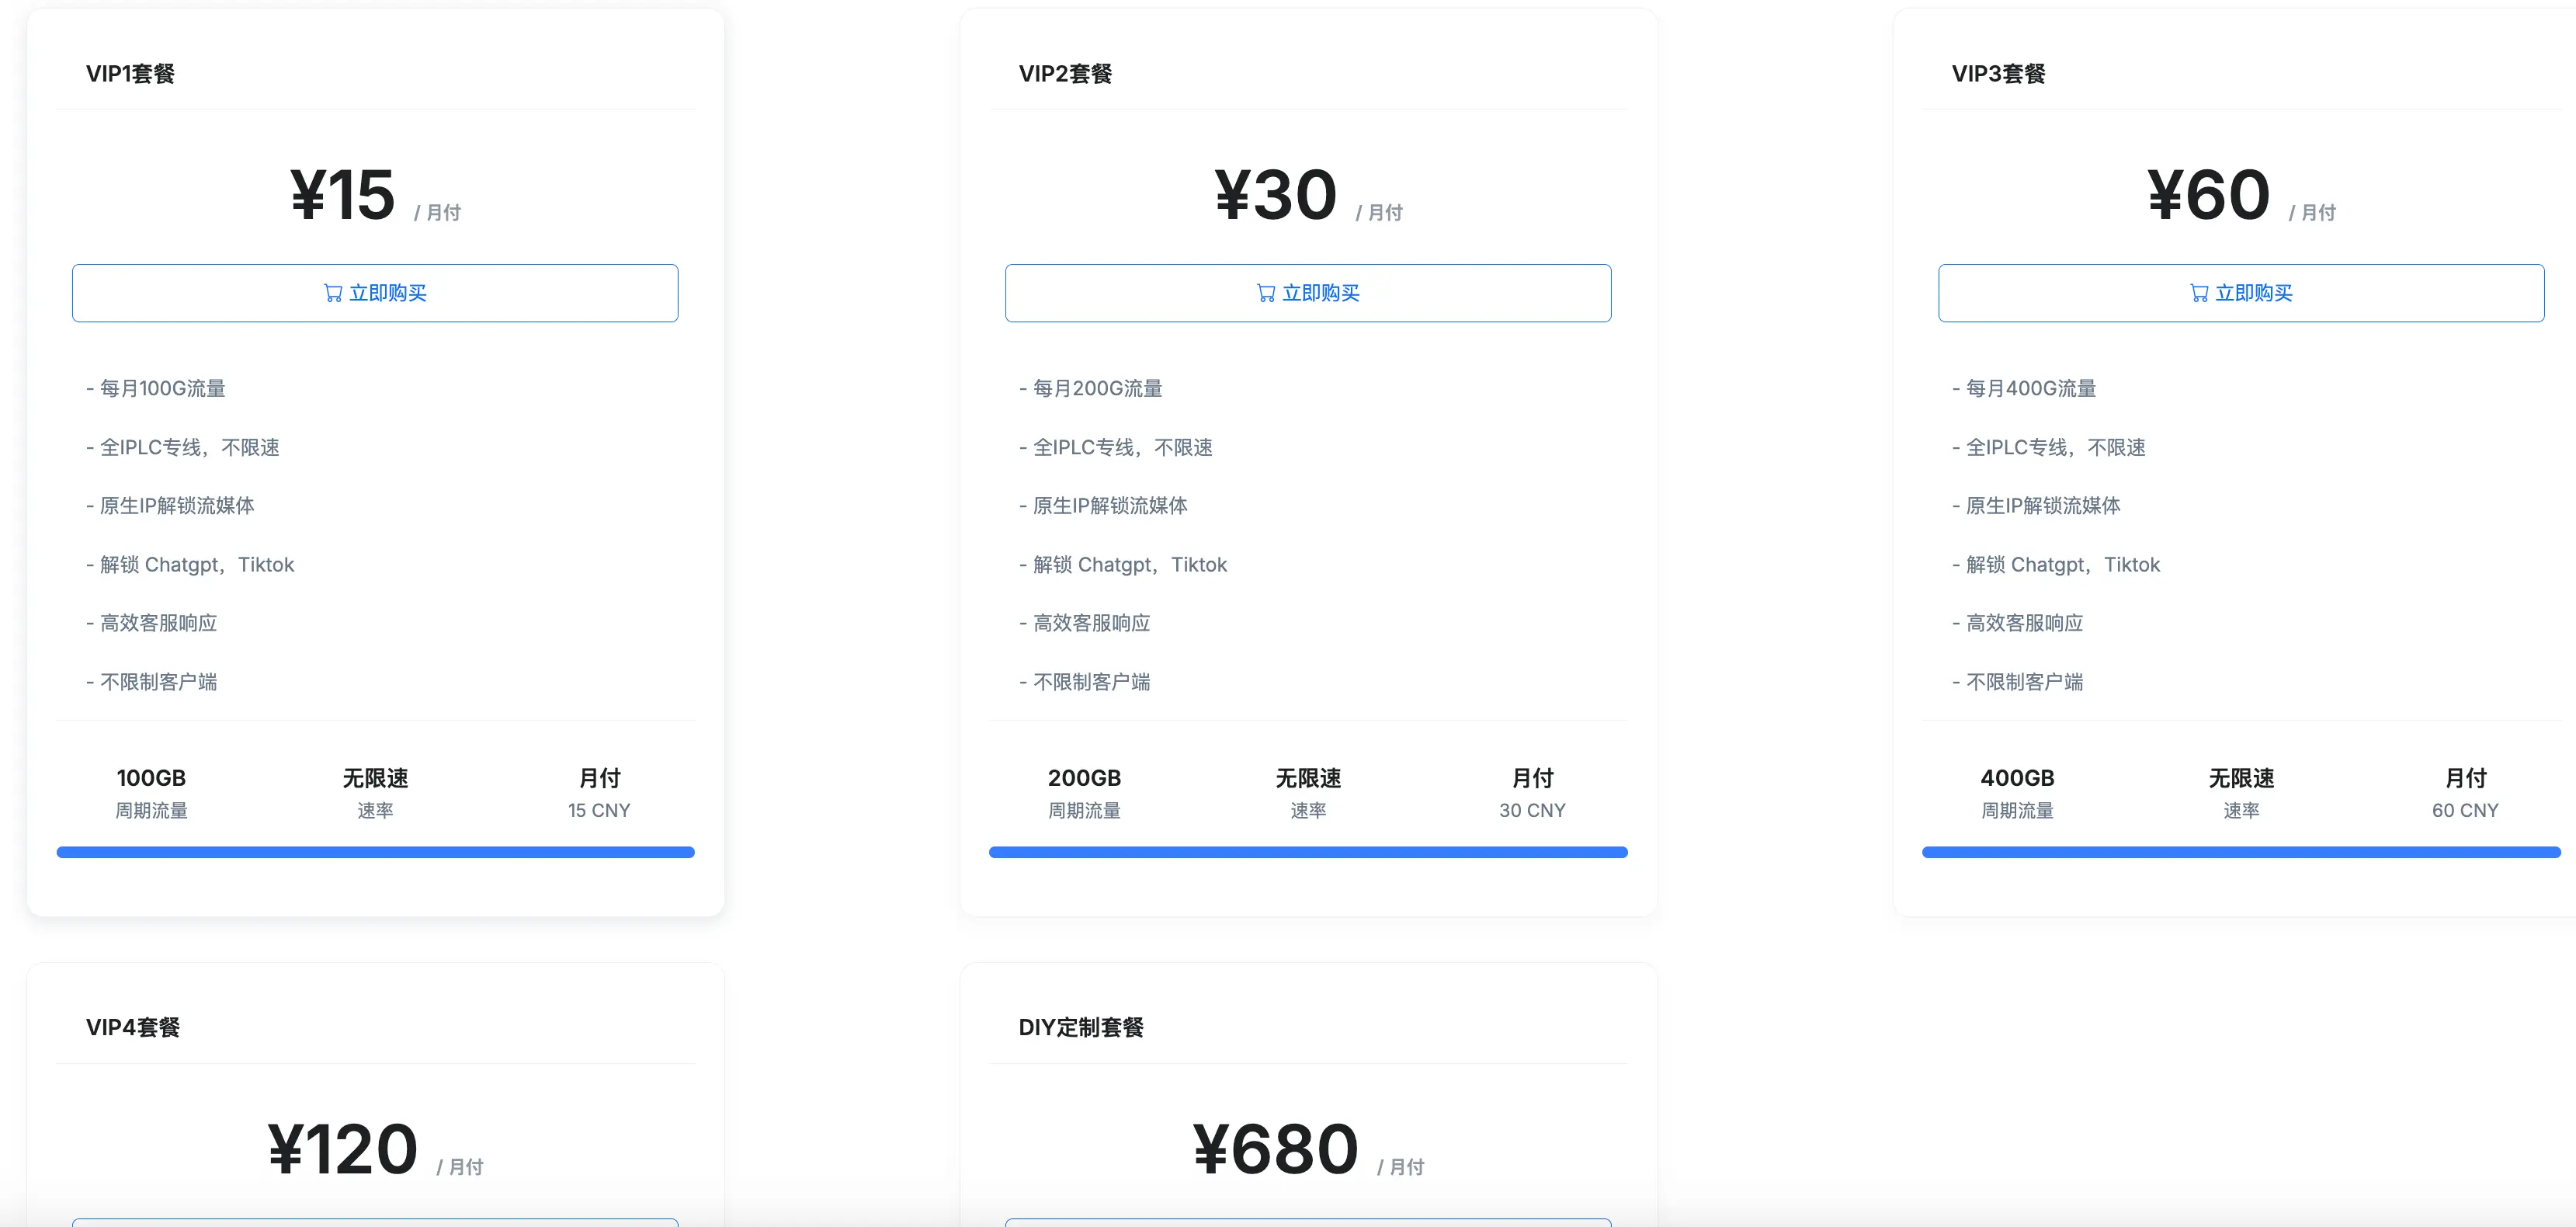 VIP1套餐
¥15 / 月付
立即购买
- 每月100G流量
- 全IPLC专线，不限速
- 原生IP解锁流媒体
- 解锁 Chatgpt，Tiktok
- 高效客服响应
- 不限制客户端
100GB 无限速 月付
周期流量 速率 15 CNY
VIP2套餐
¥30 / 月付
立即购买
- 每月200G流量
- 全IPLC专线，不限速
- 原生IP解锁流媒体
- 解锁 Chatgpt，Tiktok
- 高效客服响应
- 不限制客户端
200GB 无限速 月付
周期流量 速率 30 CNY
VIP3套餐
¥60 / 月付
立即购买
- 每月400G流量
- 全IPLC专线，不限速
- 原生IP解锁流媒体
- 解锁 Chatgpt，Tiktok
- 高效客服响应
- 不限制客户端
400GB 无限速 月付
周期流量 速率 60 CNY
VIP4套餐
¥120 / 月付
DIY定制套餐
¥680 / 月付